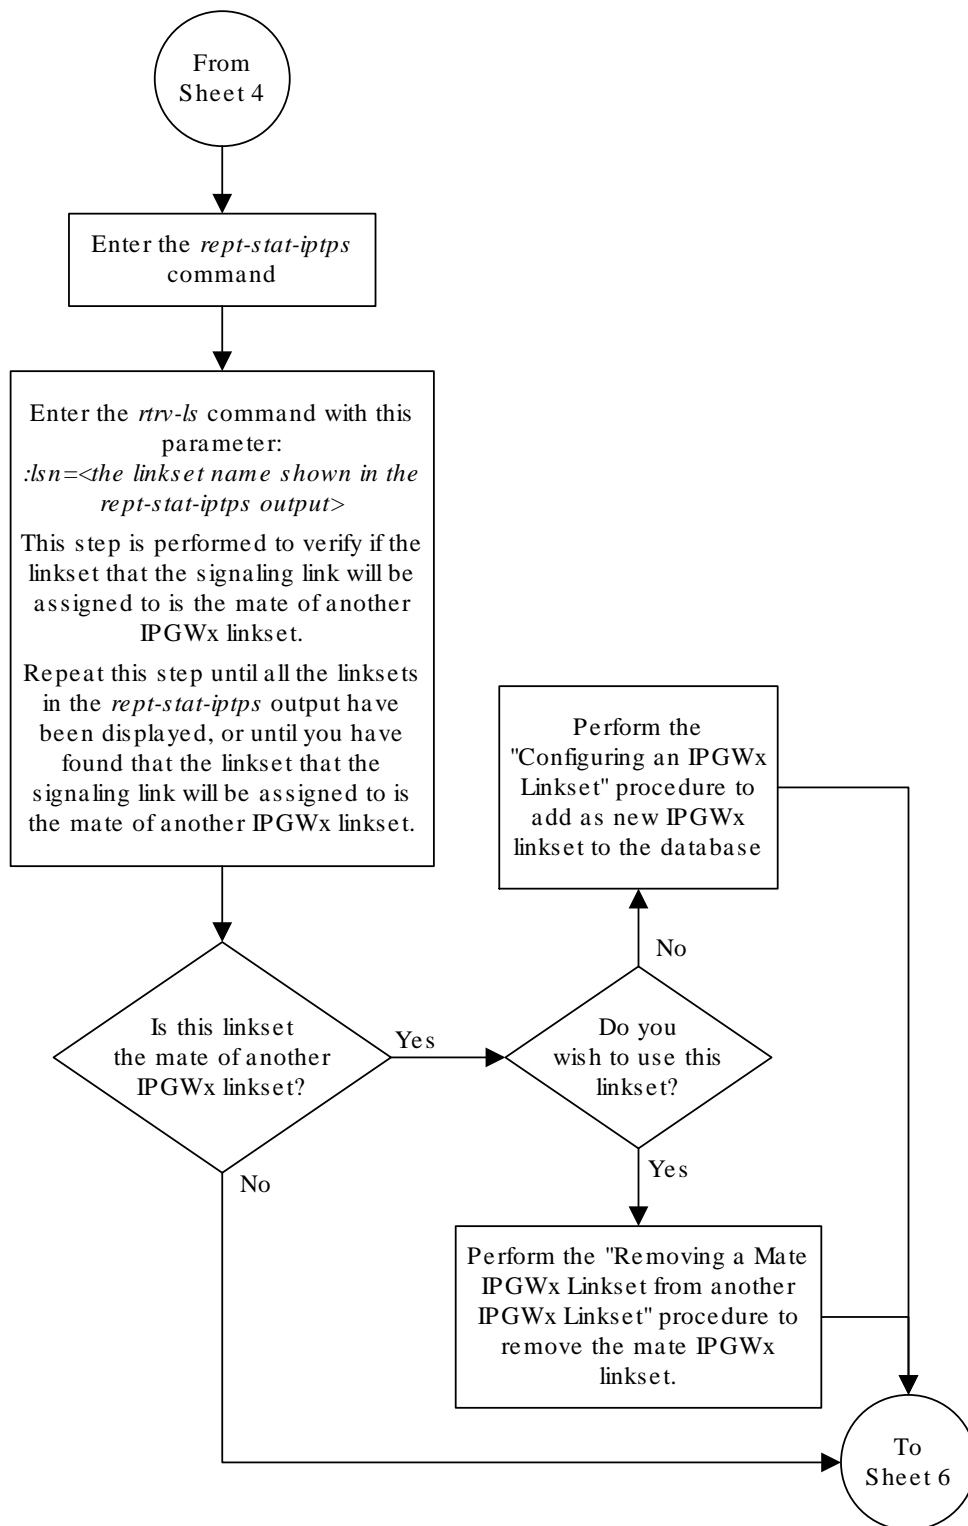 From
Sheet 4
Enter the rept-stat-iptps
command
Enter the rtrv-ls command with this
parameter:
:lsn=<the linkset name shown in the
rept-stat-iptps output>
This step is performed to verify if the
linkset that the signaling link will be
assigned to is the mate of another
IPGWx linkset.
Repeat this step until all the linksets
in the rept-stat-iptps output have
been displayed, or until you have
found that the linkset that the
signaling link will be assigned to is
the mate of another IPGWx linkset.
Perform the
"Configuring an IPGWx
Linkset" procedure to
add as new IPGWx
linkset to the database
No
Is this linkset
the mate of another
IPGWx linkset?
Yes
Do you
wish to use this
linkset?
No
Yes
Perform the "Removing a Mate
IPGWx Linkset from another
IPGWx Linkset" procedure to
remove the mate IPGWx
linkset.
To
Sheet 6